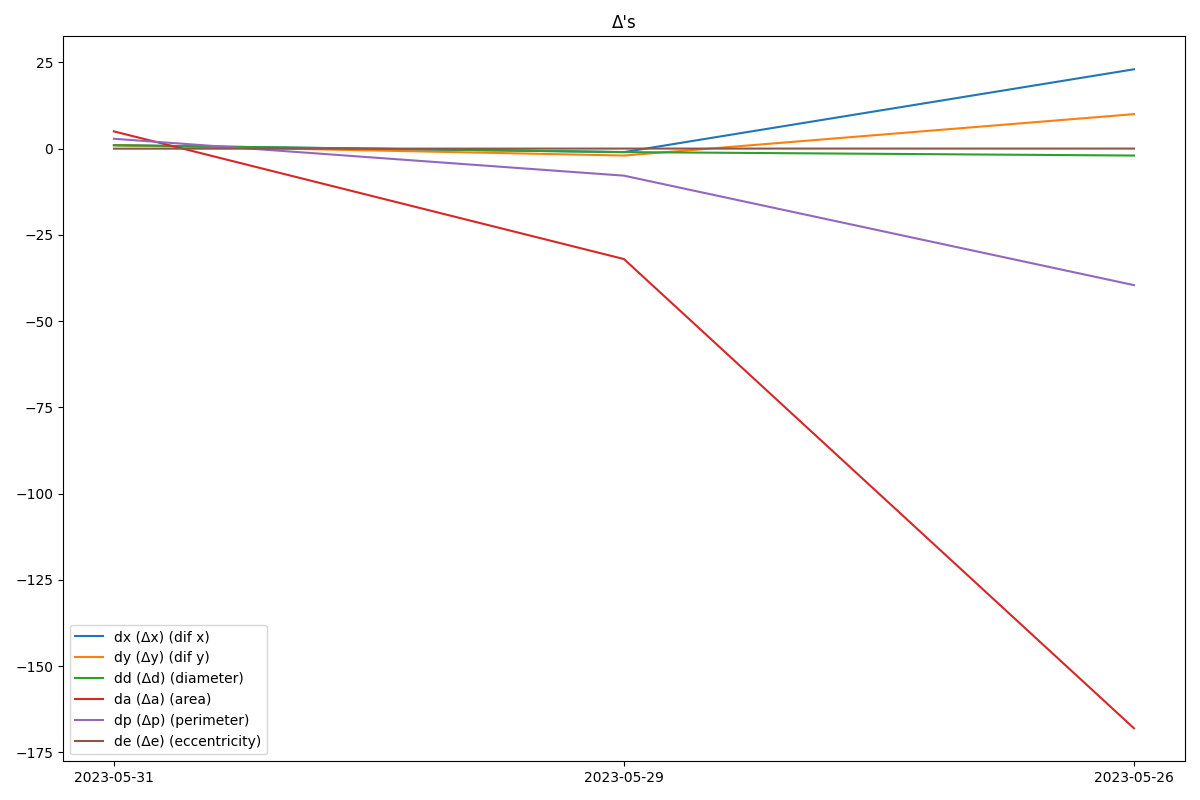 Δ's
25
0
−25
−50
−75
−100
−125
−150
−175
dx (Δx) (dif x)
dy (Δy) (dif y)
dd (Δd) (diameter)
da (Δa) (area)
dp (Δp) (perimeter)
de (Δe) (eccentricity)
2023-05-31 2023-05-29 2023-05-26